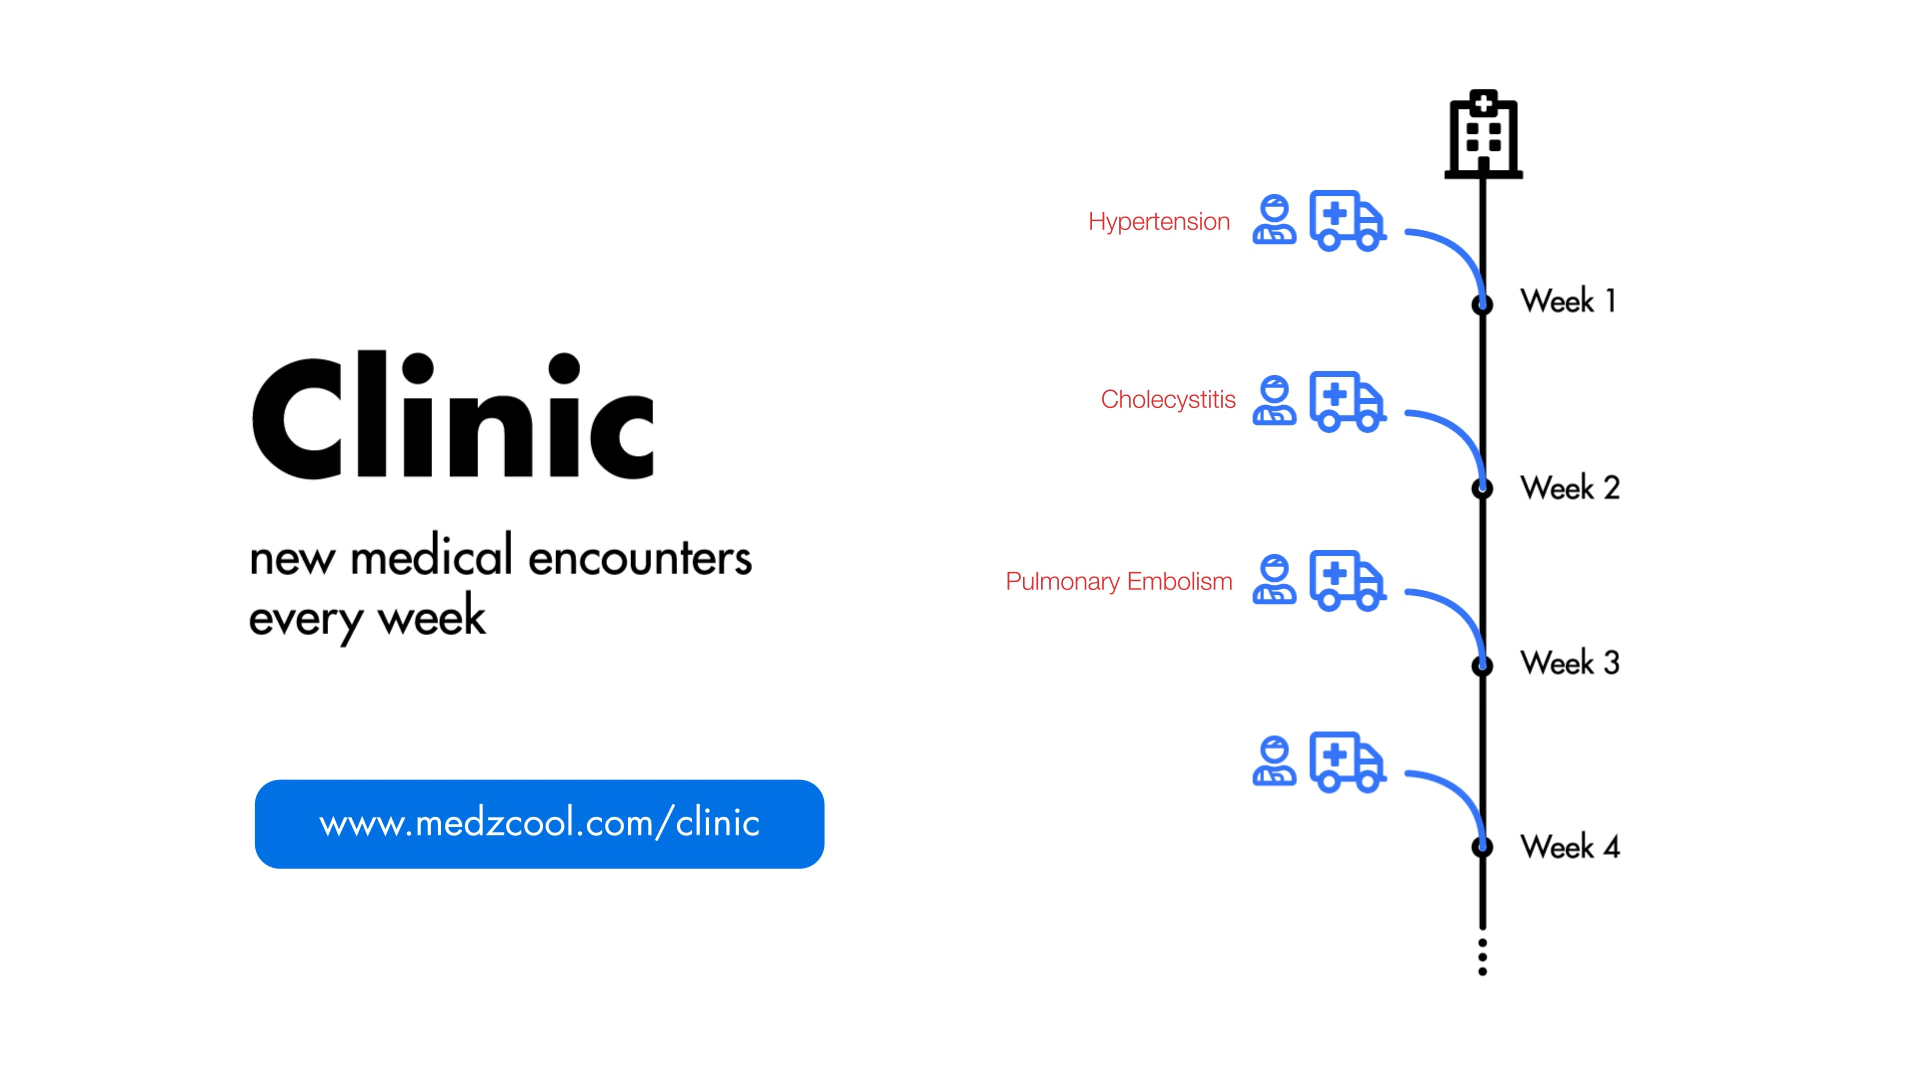 Clinic
new medical encounters
every week
www.medzcool.com/clinic
Hypertension
Week 1
Cholecystitis
Week 2
Pulmonary Embolism
Week 3
Week 4